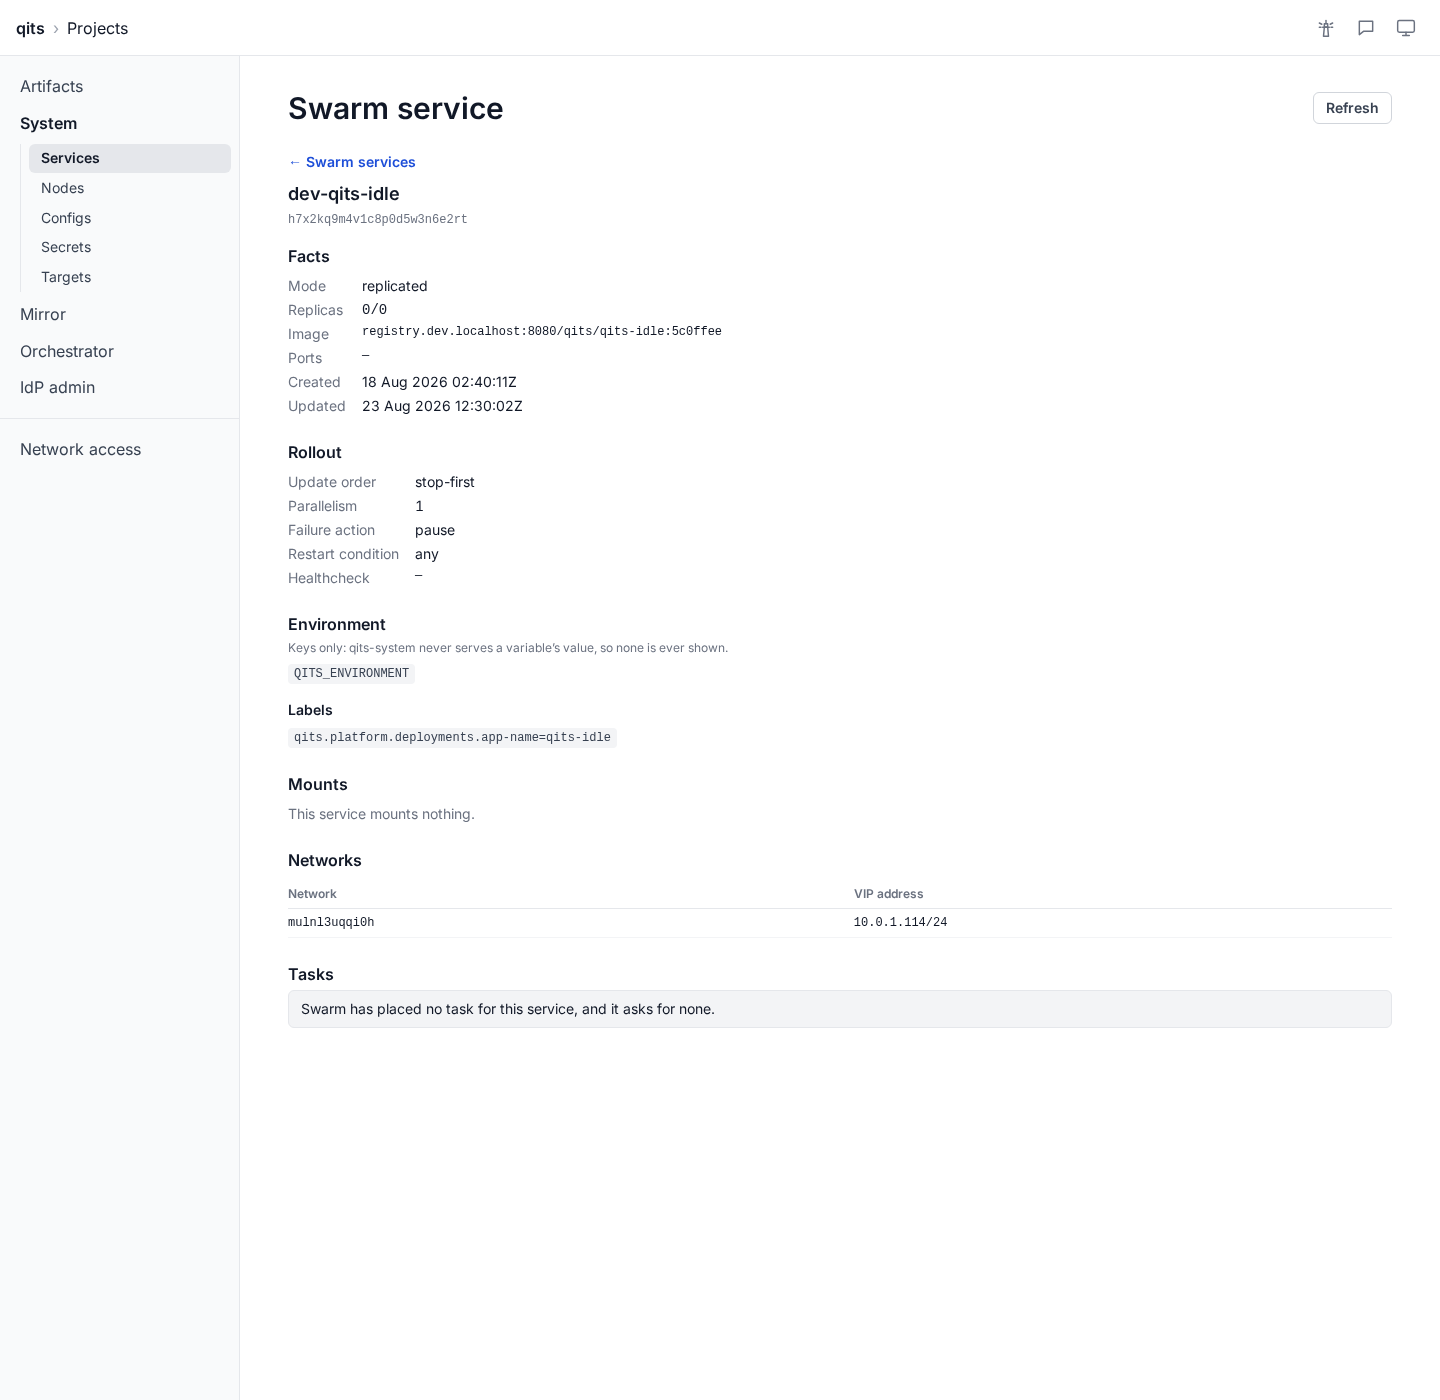 qits › Projects
Artifacts
System
Services
Nodes
Configs
Secrets
Targets
Mirror
Orchestrator
IdP admin
Network access
Swarm service
Refresh
← Swarm services
dev-qits-idle
h7x2kq9m4v1c8p0d5w3n6e2rt
Facts
Mode replicated
Replicas 0/0
Image registry.dev.localhost:8080/qits/qits-idle:5c0ffee
Ports —
Created 18 Aug 2026 02:40:11Z
Updated 23 Aug 2026 12:30:02Z
Rollout
Update order stop-first
Parallelism 1
Failure action pause
Restart condition any
Healthcheck —
Environment
Keys only: qits-system never serves a variable’s value, so none is ever shown.
QITS_ENVIRONMENT
Labels
qits.platform.deployments.app-name=qits-idle
Mounts
This service mounts nothing.
Networks
Network VIP address
mulnl3uqqi0h 10.0.1.114/24
Tasks
Swarm has placed no task for this service, and it asks for none.